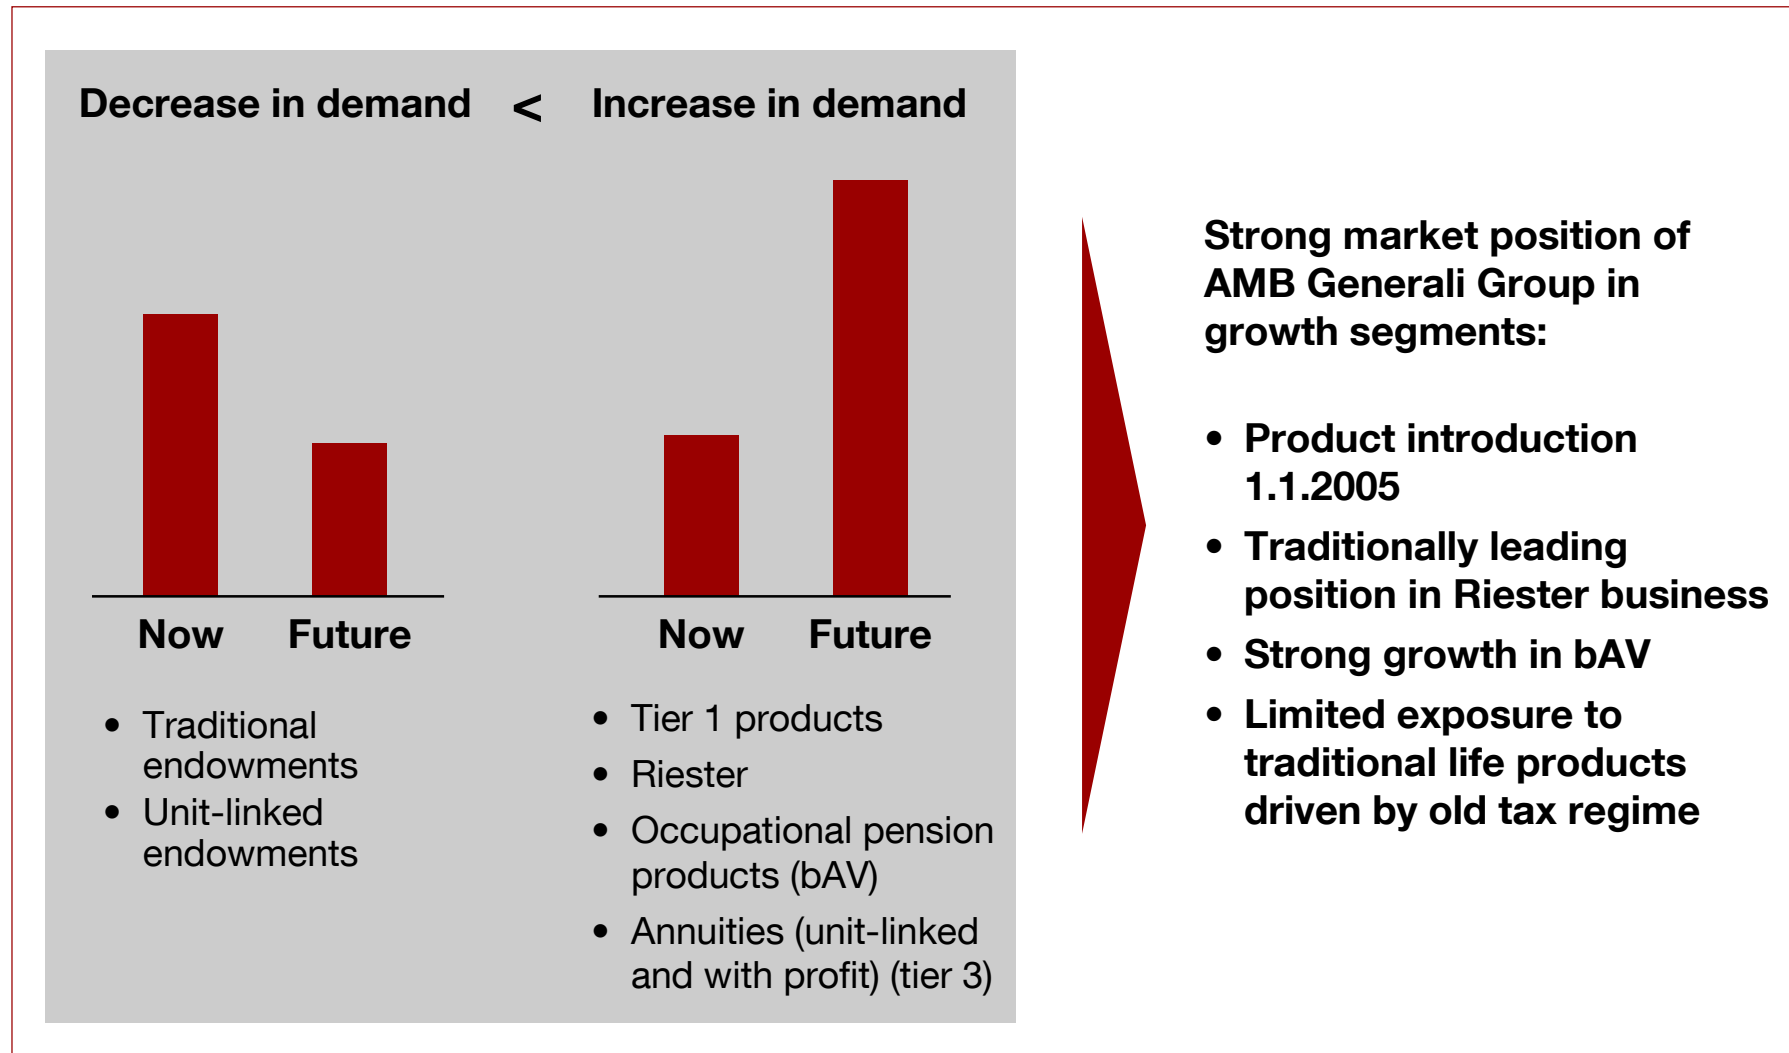 Decrease in demand < Increase in demand
Now Future
• Traditional
endowments
• Unit-linked
endowments
Now Future
• Tier 1 products
• Riester
• Occupational pension
products (bAV)
• Annuities (unit-linked
and with profit) (tier 3)
Strong market position of
AMB Generali Group in
growth segments:
• Product introduction
1.1.2005
• Traditionally leading
position in Riester business
• Strong growth in bAV
• Limited exposure to
traditional life products
driven by old tax regime